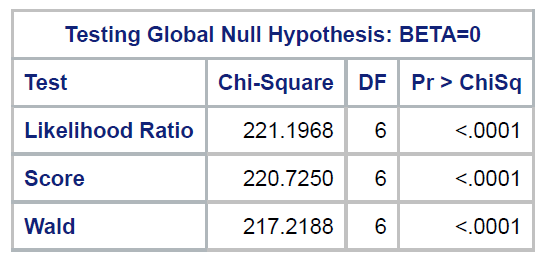 Testing Global Null Hypothesis: BETA=0
Test Chi-Square DF Pr > ChiSq
Likelihood Ratio 221.1968 6 <.0001
Score 220.7250 6 <.0001
Wald 217.2188 6 <.0001